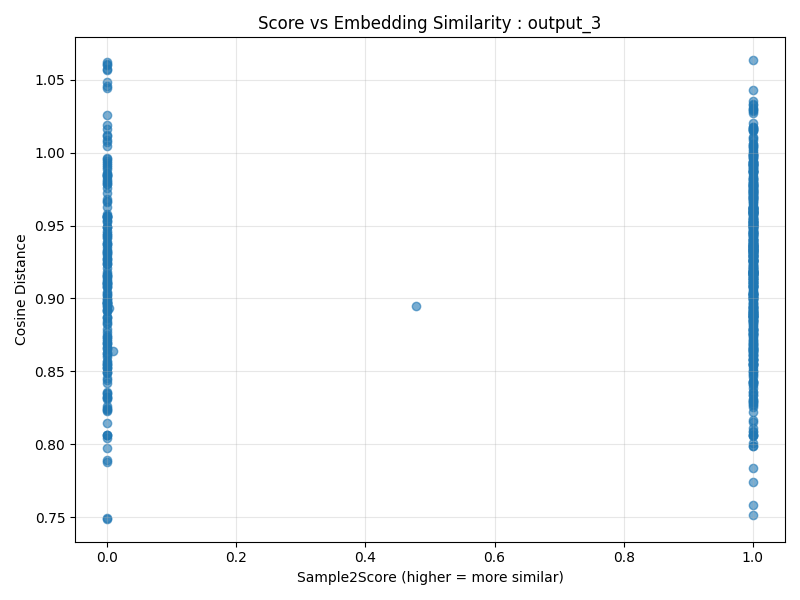 Score vs Embedding Similarity : output_3
Cosine Distance
1.05
1.00
0.95
0.90
0.85
0.80
0.75
0.0 0.2 0.4 0.6 0.8 1.0
Sample2Score (higher = more similar)